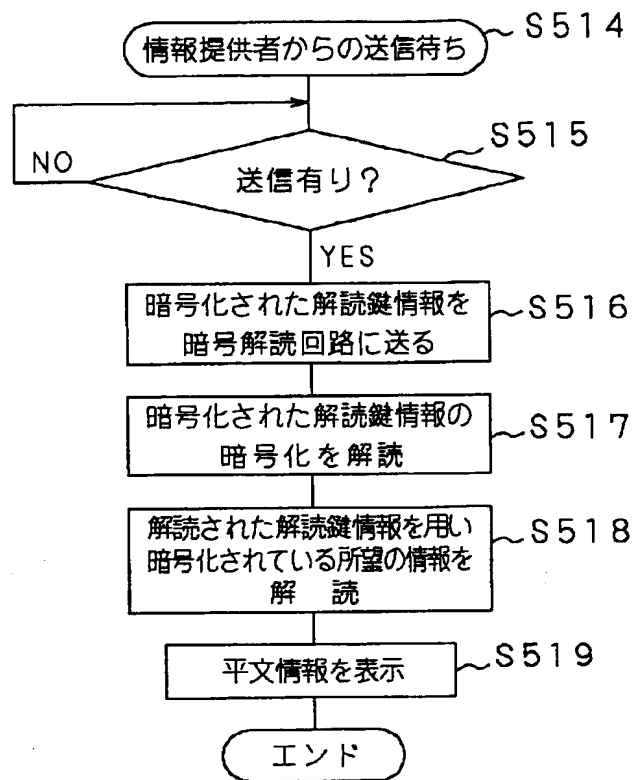 情報提供者からの送信待ち
S514
S515
送信有り？
NO
YES
暗号化された解読鍵情報を
暗号解読回路に送る
S516
暗号化された解読鍵情報の
暗号化を解読
S517
解読された解読鍵情報を用い
暗号化されている所望の情報を
解　読
S518
平文情報を表示
S519
エンド